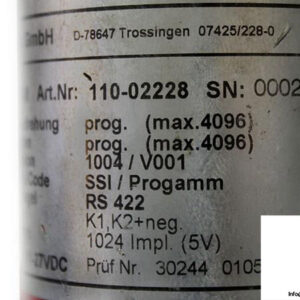 GmbH D-78647 Trossingen 07425/228-0
Art.Nr: 110-02228 SN: 0002
prog. (max.4096)
prog. (max.4096)
1004 / V001
Code SSI / Progamm
RS 422
K1,K2+neg.
1024 Impl. (5V)
-27VDC Prüf Nr. 30244 0105